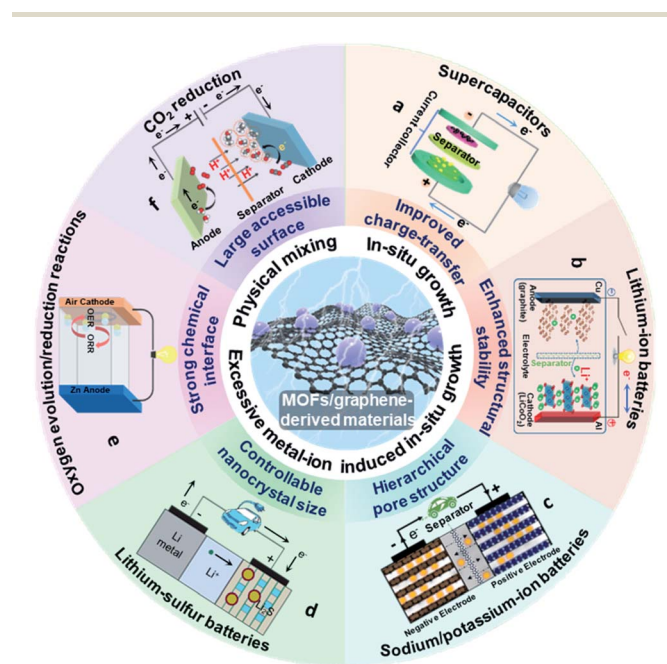 Supercapacitors
a
Current collector
Separator
e⁻
e⁻
+
-
Improved
charge-transfer
Lithium-ion batteries
b
Cu
Anode
(graphite)
Electrolyte
Separator
Li⁺
Cathode
(LiCoO₂)
Al
e⁻
Enhanced structural
stability
Sodium/potassium-ion batteries
c
Separator
- e⁻
+
Negative Electrode
Positive Electrode
Hierarchical
pore structure
Lithium-sulfur batteries
d
e⁻
-
+
e⁻
Li
metal
Li⁺
Li₂S
Controllable
nanocrystal size
Oxygen evolution/reduction reactions
e
Air Cathode
OER
ORR
Zn Anode
Strong chemical
interface
CO₂ reduction
f
e⁻
+ -
e⁻
e⁻
e⁻
H⁺
H⁺
H⁺
Anode
Separator
Cathode
Large accessible
surface
Physical mixing
In-situ growth
Excessive metal-ion induced in-situ growth
MOFs/graphene-
derived materials